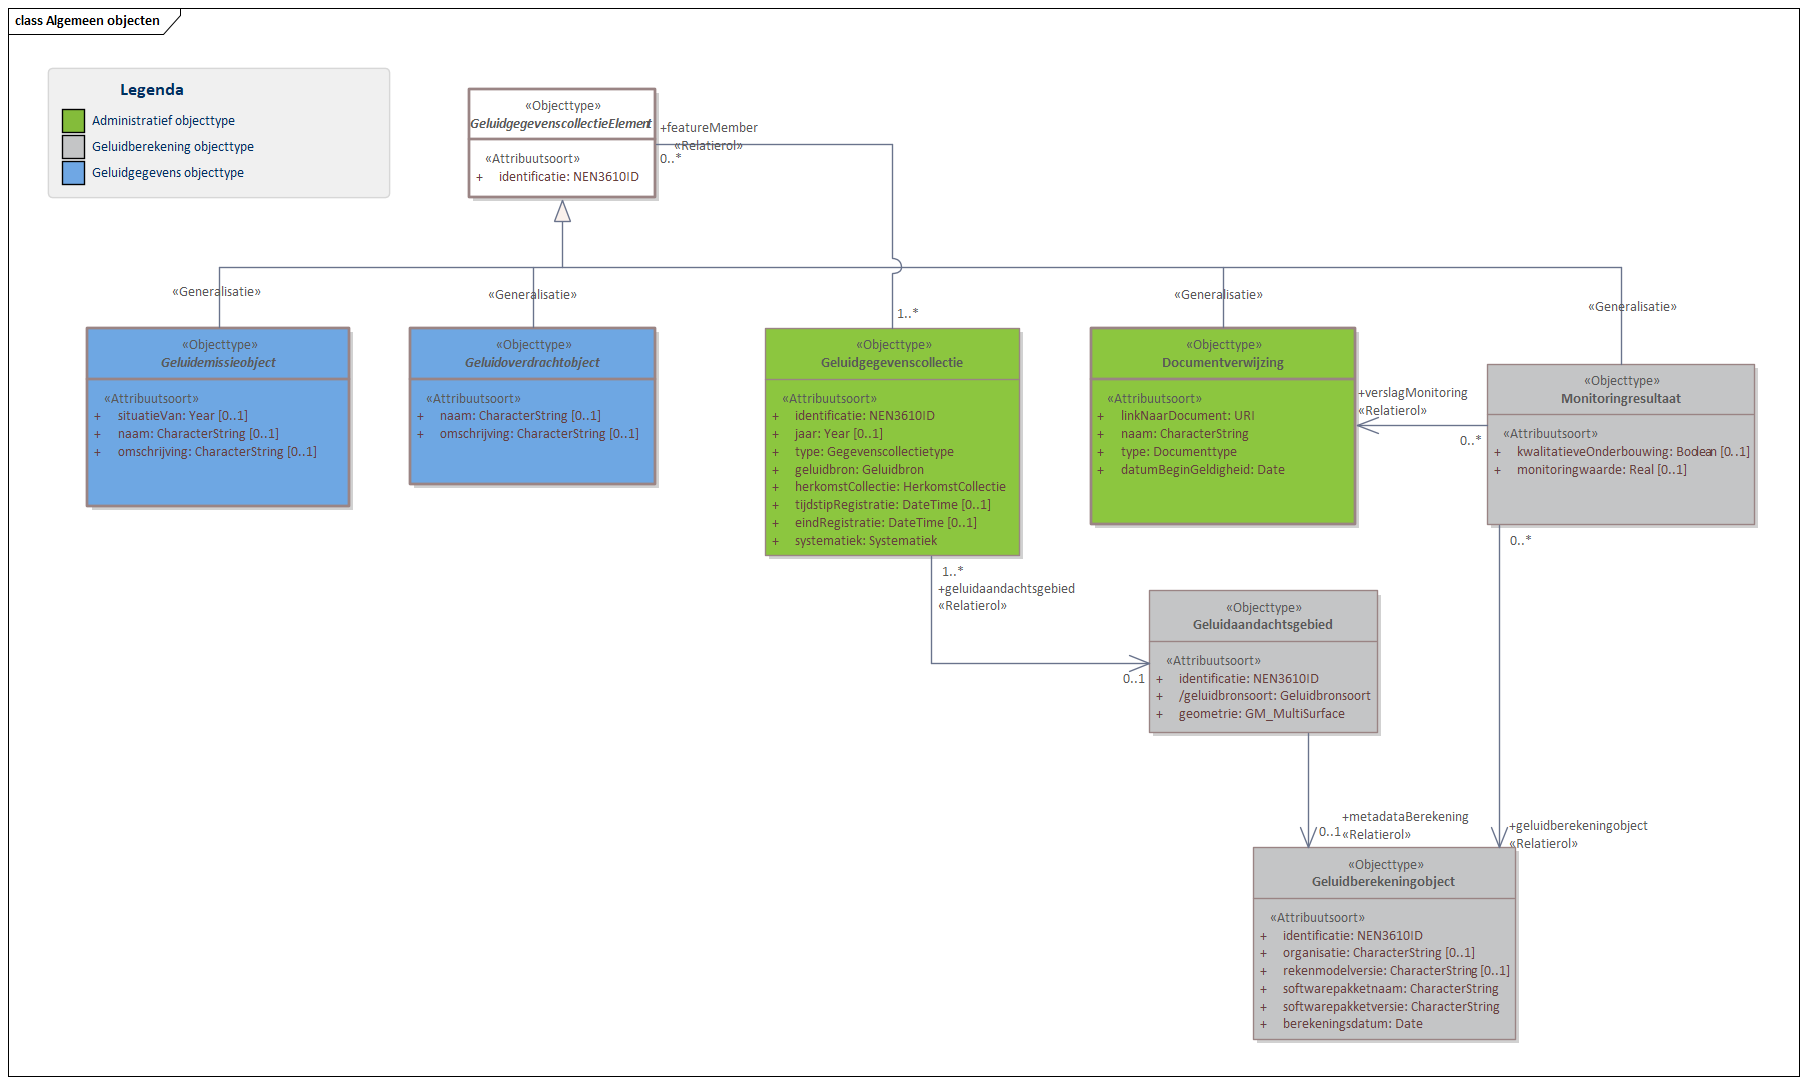 class Algemeen objecten
Legenda
Administratief objecttype
Geluidberekening objecttype
Geluidgegevens objecttype
«Objecttype»
GeluidgegevenscollectieElement
«Attribuutsoort»
+ identificatie: NEN3610ID
+featureMember
«Relatierol»
0..*
1..*
«Generalisatie»
«Generalisatie»
«Generalisatie»
«Generalisatie»
«Objecttype»
Geluidemissieobject
«Attribuutsoort»
+ situatieVan: Year [0..1]
+ naam: CharacterString [0..1]
+ omschrijving: CharacterString [0..1]
«Objecttype»
Geluidoverdrachtobject
«Attribuutsoort»
+ naam: CharacterString [0..1]
+ omschrijving: CharacterString [0..1]
«Objecttype»
Geluidgegevenscollectie
«Attribuutsoort»
+ identificatie: NEN3610ID
+ jaar: Year [0..1]
+ type: Gegevenscollectietype
+ geluidbron: Geluidbron
+ herkomstCollectie: HerkomstCollectie
+ tijdstipRegistratie: DateTime [0..1]
+ eindRegistratie: DateTime [0..1]
+ systematiek: Systematiek
«Objecttype»
Documentverwijzing
«Attribuutsoort»
+ linkNaarDocument: URI
+ naam: CharacterString
+ type: Documenttype
+ datumBeginGeldigheid: Date
+verslagMonitoring
«Relatierol»
0..*
«Objecttype»
Monitoringresultaat
«Attribuutsoort»
+ kwalitatieveOnderbouwing: Boolean [0..1]
+ monitoringwaarde: Real [0..1]
0..*
1..*
+geluidaandachtsgebied
«Relatierol»
0..1
«Objecttype»
Geluidaandachtsgebied
«Attribuutsoort»
+ identificatie: NEN3610ID
+ /geluidbronsoort: Geluidbronsoort
+ geometrie: GM_MultiSurface
+metadataBerekening
0..1 «Relatierol»
+geluidberekeningobject
«Relatierol»
«Objecttype»
Geluidberekeningobject
«Attribuutsoort»
+ identificatie: NEN3610ID
+ organisatie: CharacterString [0..1]
+ rekenmodelversie: CharacterString [0..1]
+ softwarepakketnaam: CharacterString
+ softwarepakketversie: CharacterString
+ berekeningsdatum: Date